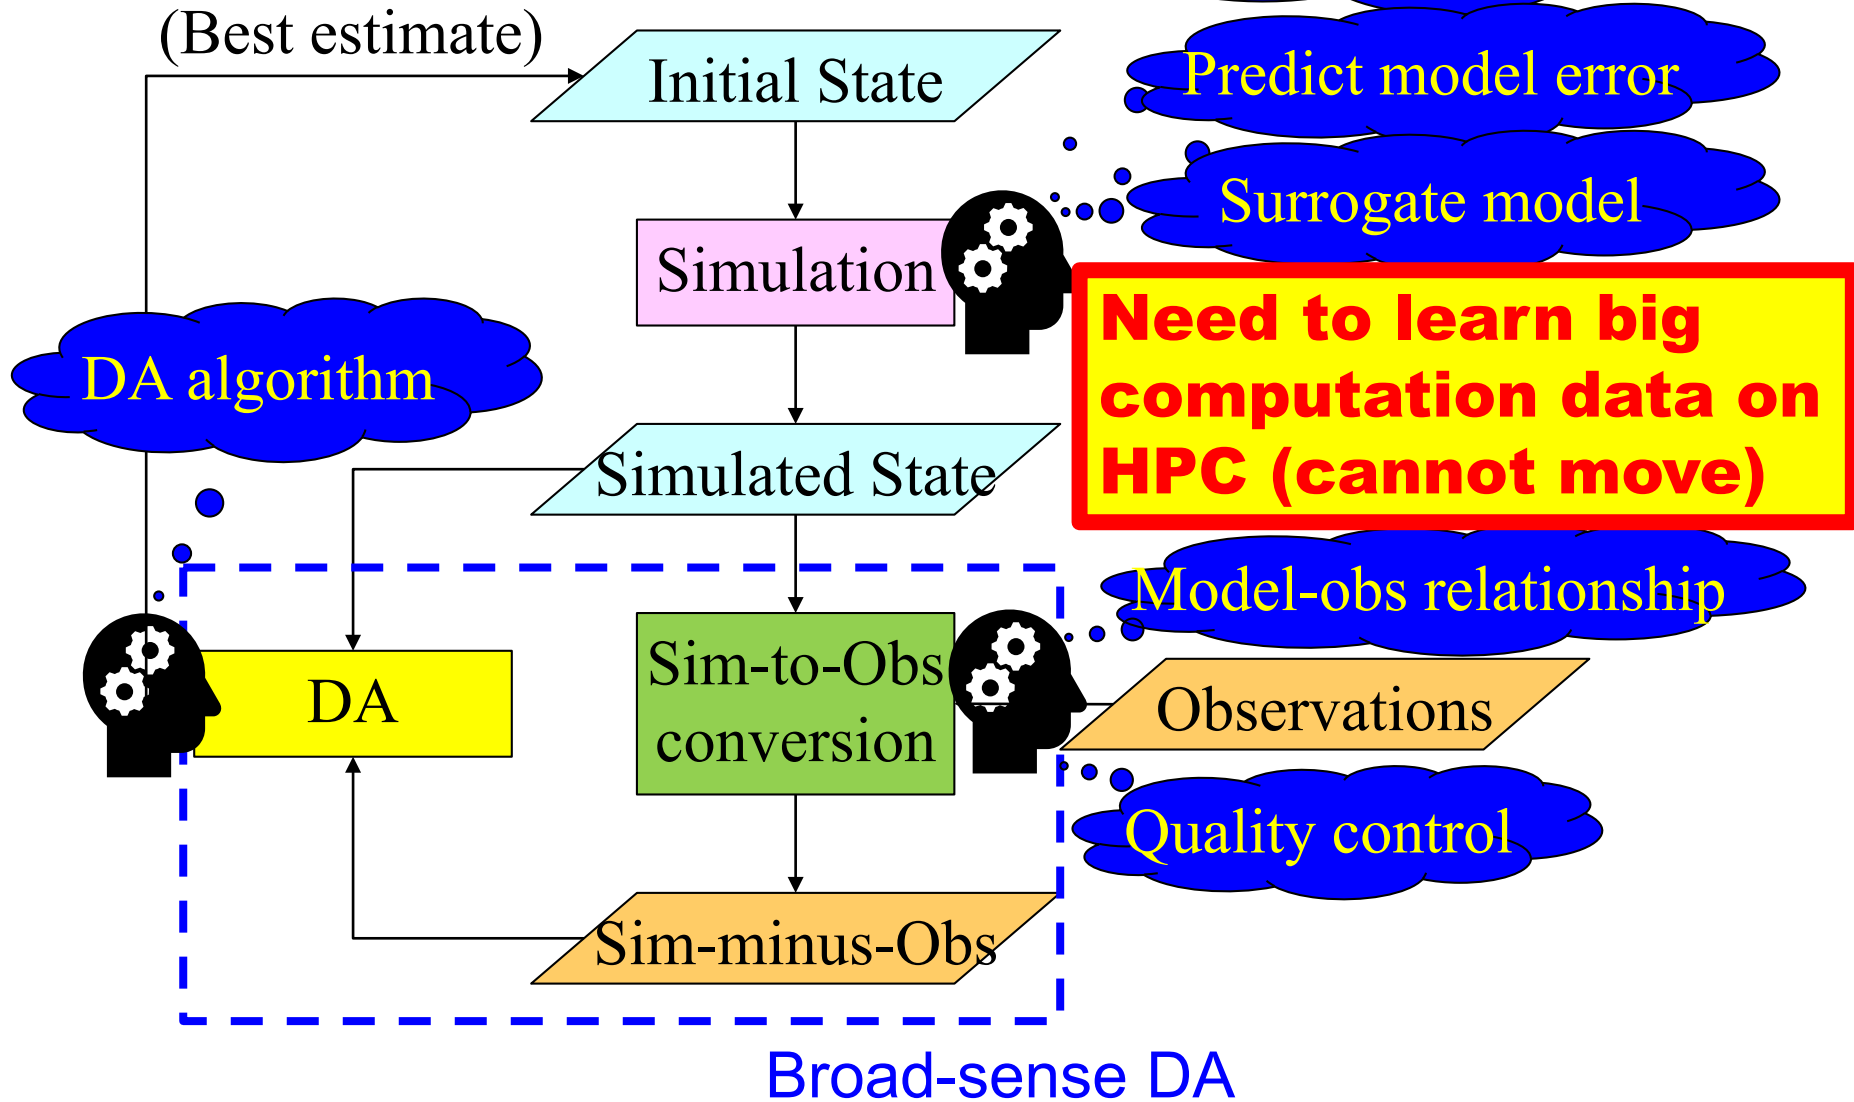 (Best estimate)
Initial State
Predict model error
Surrogate model
Simulation
Need to learn big
computation data on
HPC (cannot move)
DA algorithm
Simulated State
Model-obs relationship
Sim-to-Obs
conversion
DA
Observations
Quality control
Sim-minus-Obs
Broad-sense DA